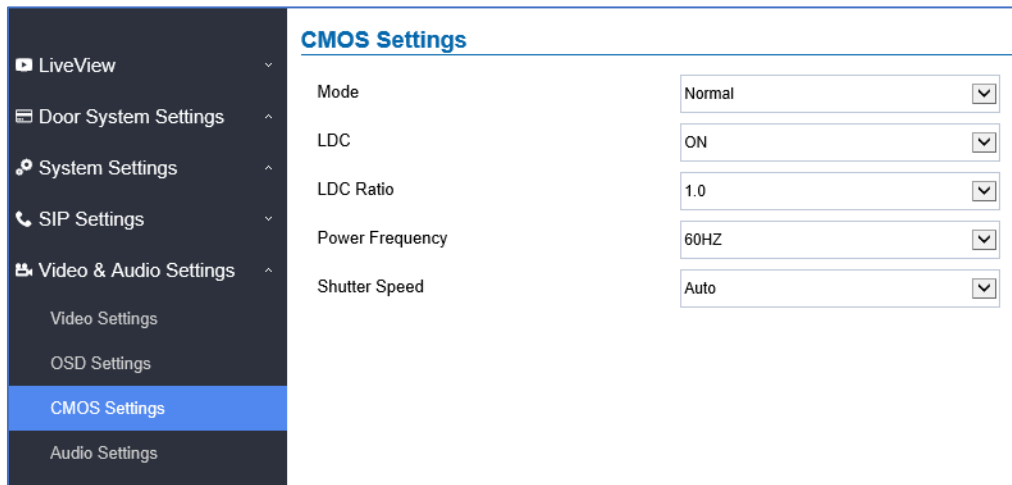 LiveView
Door System Settings
System Settings
SIP Settings
Video & Audio Settings
Video Settings
OSD Settings
CMOS Settings
Audio Settings
CMOS Settings
Mode Normal
LDC ON
LDC Ratio 1.0
Power Frequency 60HZ
Shutter Speed Auto